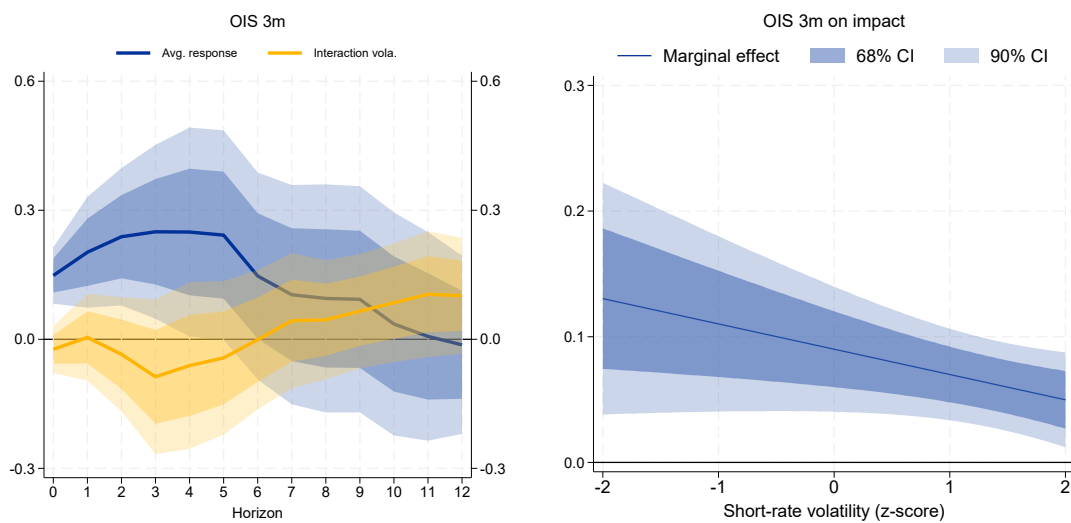 OIS 3m
Avg. response
Interaction vola.
0.6
0.3
0.0
-0.3
0.6
0.3
0.0
-0.3
0 1 2 3 4 5 6 7 8 9 10 11 12
Horizon
OIS 3m on impact
Marginal effect
68% CI
90% CI
0.3
0.2
0.1
0.0
-2 -1 0 1 2
Short-rate volatility (z-score)